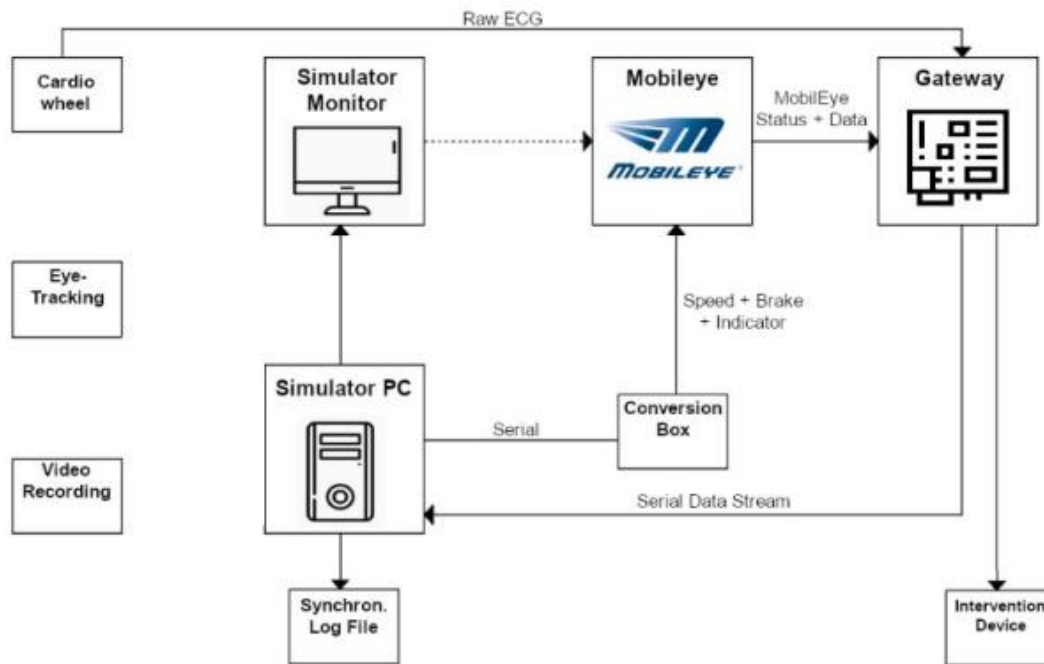 Raw ECG
Cardio
wheel
Simulator
Monitor
Mobileye
MOBILEYE
MobilEye
Status + Data
Gateway
Eye-
Tracking
Speed + Brake
+ Indicator
Simulator PC
Serial
Conversion
Box
Video
Recording
Serial Data Stream
Synchron.
Log File
Intervention
Device